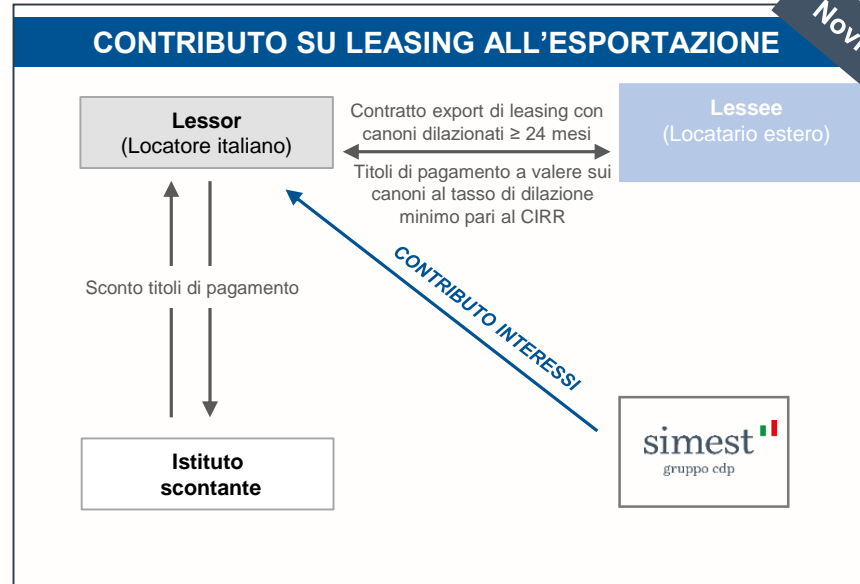 CONTRIBUTO SU LEASING ALL'ESPORTAZIONE
Lessor
(Locatore italiano)
Contratto export di leasing con
canoni dilazionati ≥ 24 mesi
Titoli di pagamento a valere sui
canoni al tasso di dilazione
minimo pari al CIRR
Lessee
(Locatario estero)
Sconto titoli di pagamento
CONTRIBUTO INTERESSI
Istituto
scontante
simest
gruppo cdp